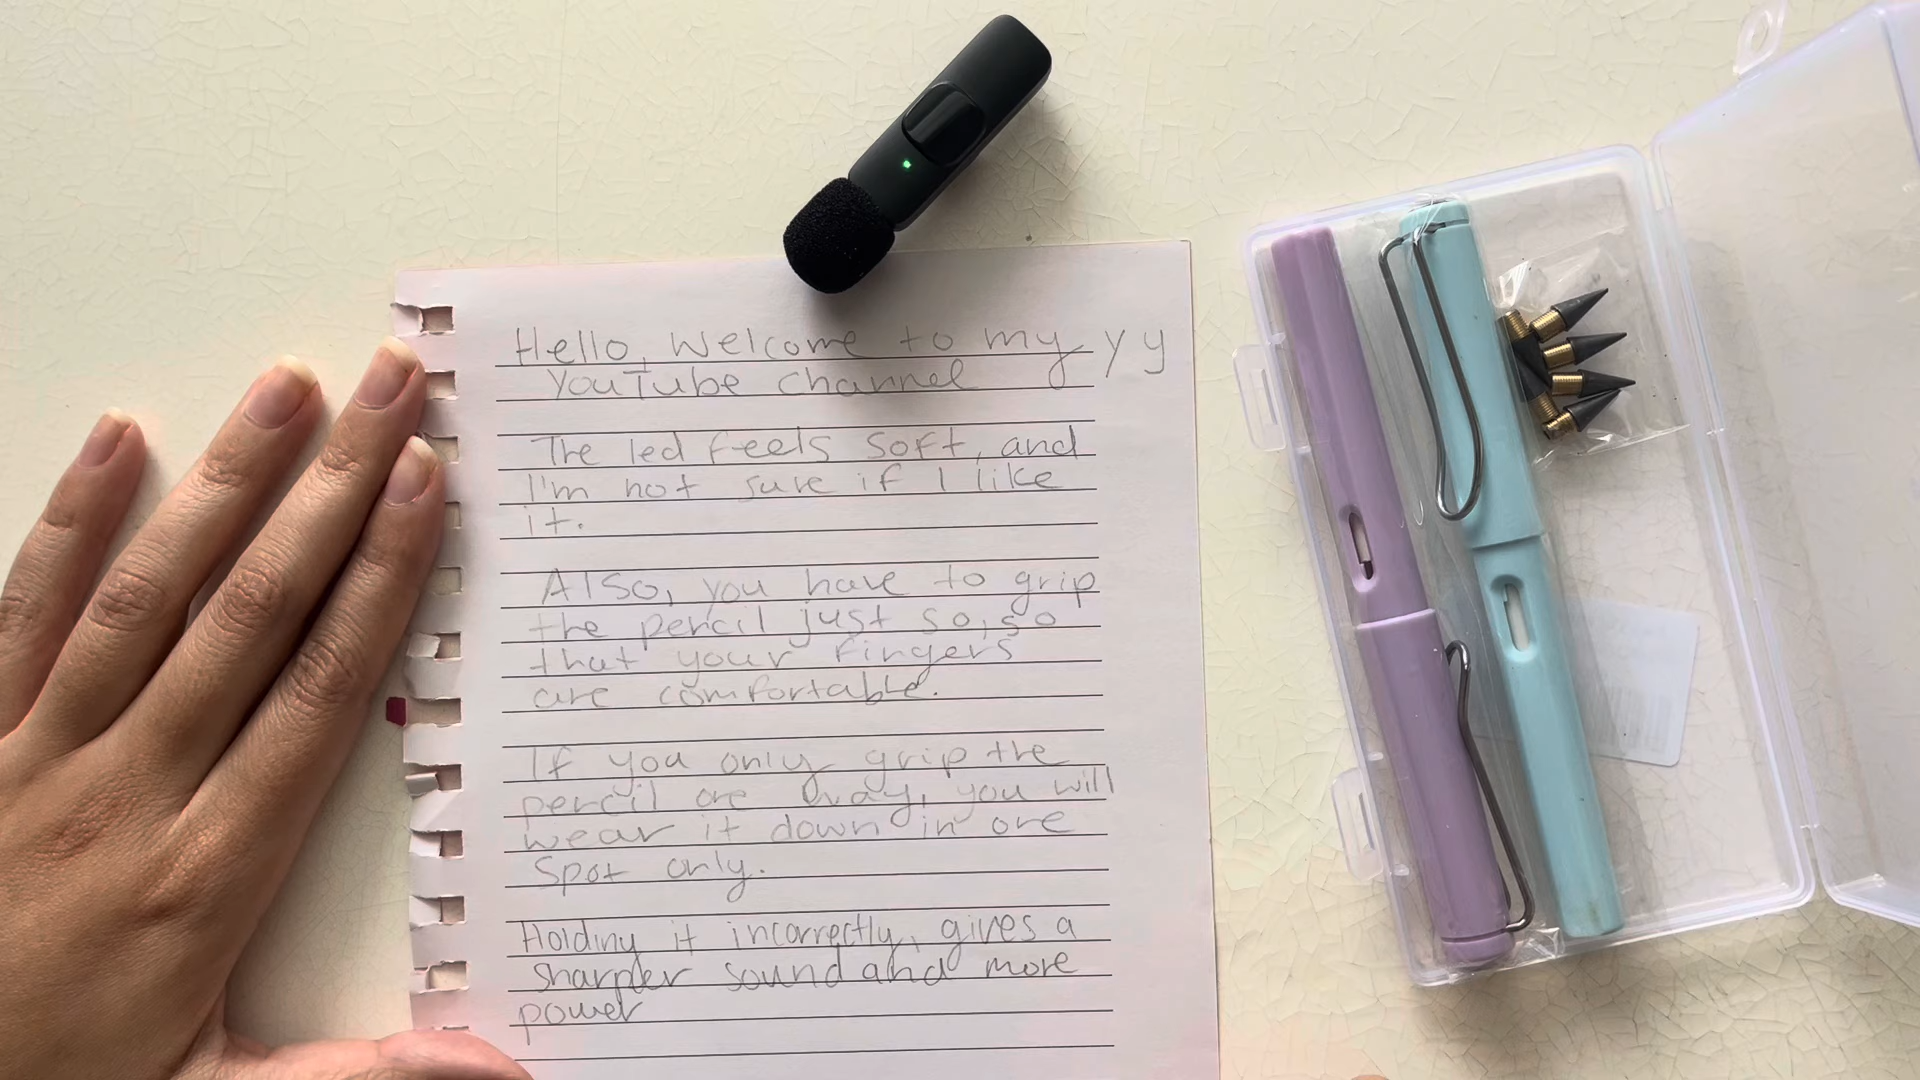 Hello, Welcome to my y y
YouTube channel
The led feels soft, and
I'm not sure if I like
it.
Also, you have to grip
the pencil just so, so
that your fingers
are comfortable.
If you only grip the
pencil one way, you will
wear it down in one
spot only.
Holding it incorrectly, gives a
sharper sound and more
power